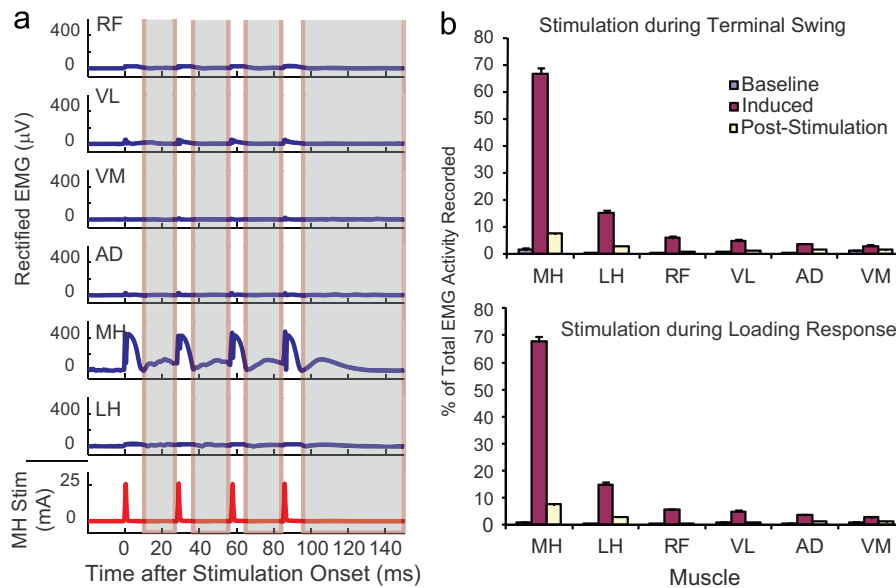 a
RF
400
0
VL
400
0
VM
400
0
AD
400
0
MH
400
0
LH
400
0
Rectified EMG (μV)
MH Stim
(mA)
25
0
0 20 40 60 80 100 120 140
Time after Stimulation Onset (ms)
b
Stimulation during Terminal Swing
80
70
60
50
40
30
20
10
0
Baseline
Induced
Post-Stimulation
MH LH RF VL AD VM
% of Total EMG Activity Recorded
Stimulation during Loading Response
80
70
60
50
40
30
20
10
0
MH LH RF VL AD VM
Muscle